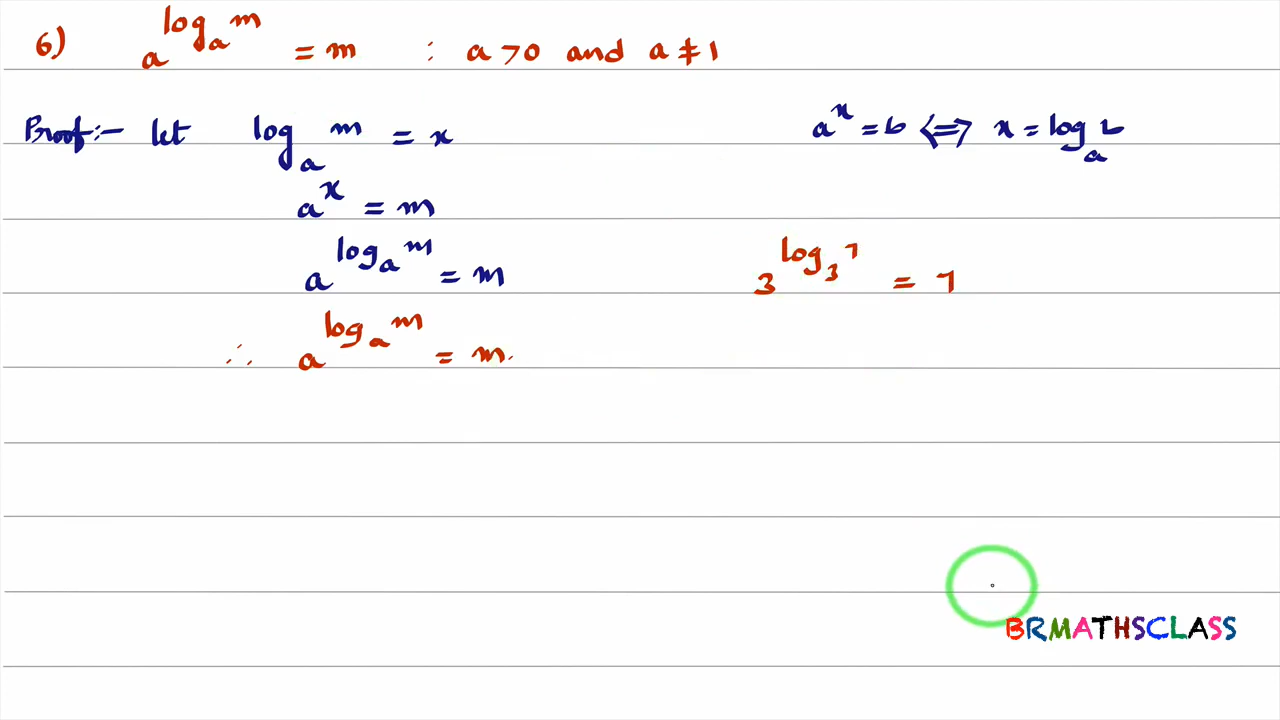 6) a^{log_a m} = m : a > 0 and a ≠ 1
Proof:- let log_a m = x
a^x = b <=> x = log_a b
a^x = m
a^{log_a m} = m
3^{log_3 7} = 7
∴ a^{log_a m} = m.
BRMATHSCLASS